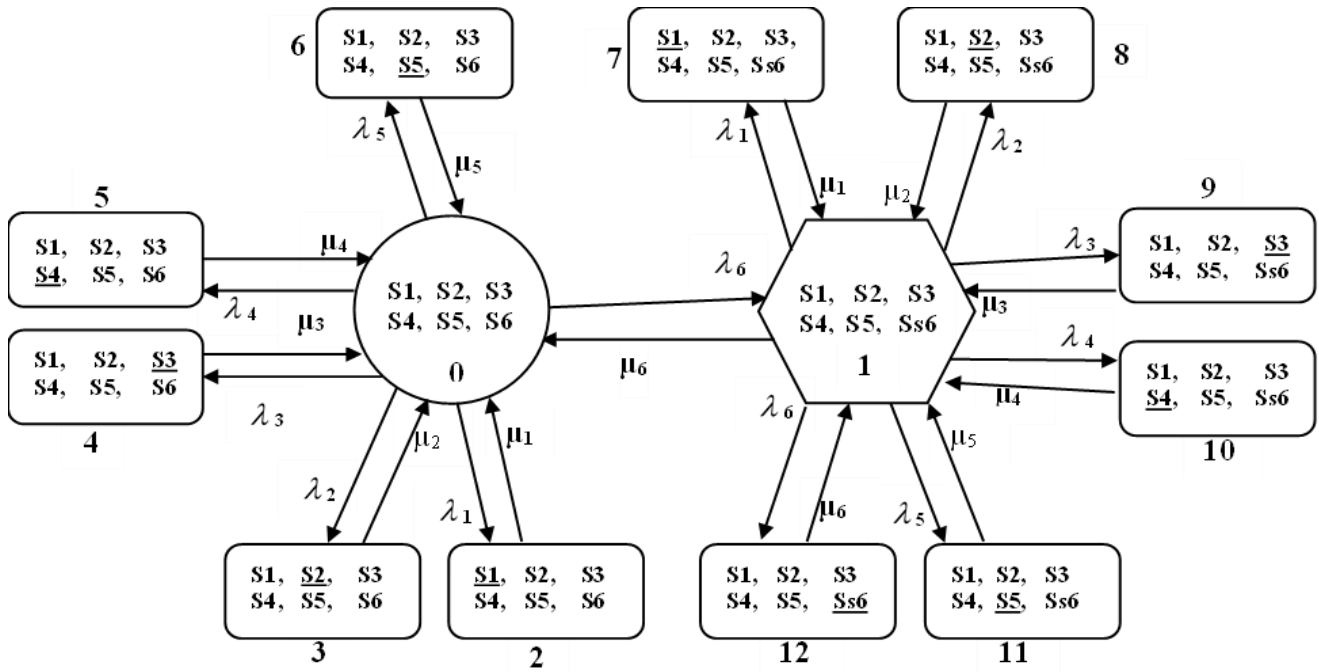 6
S1, S2, S3
S4, S5, S6
7
S1, S2, S3,
S4, S5, Ss6
S1, S2, S3
S4, S5, Ss6
8
λ5
μ5
λ1
μ1
μ2
λ2
5
S1, S2, S3
S4, S5, S6
μ4
λ4
9
S1, S2, S3
S4, S5, Ss6
λ3
μ3
μ3
S1, S2, S3
S4, S5, S6
4
λ3
S1, S2, S3
S4, S5, S6
0
λ6
μ6
S1, S2, S3
S4, S5, Ss6
1
λ4
μ4
S1, S2, S3
S4, S5, Ss6
10
λ2
μ2
λ1
μ1
λ6
μ6
λ5
μ5
S1, S2, S3
S4, S5, S6
3
S1, S2, S3
S4, S5, S6
2
S1, S2, S3
S4, S5, Ss6
12
S1, S2, S3
S4, S5, Ss6
11